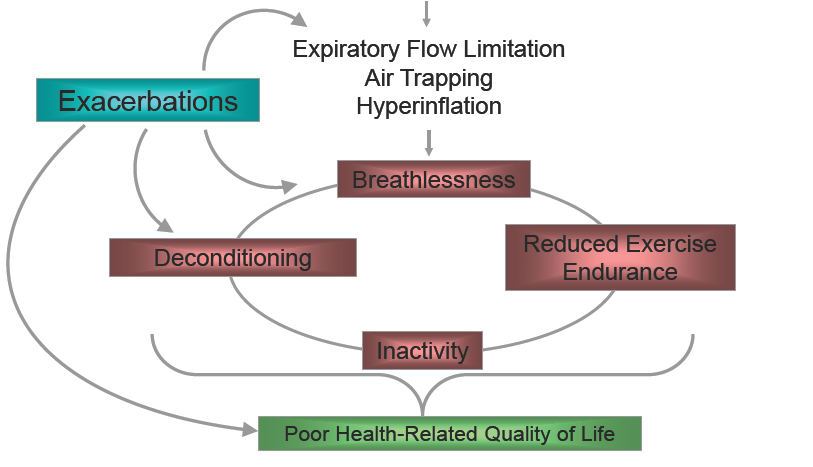 Expiratory Flow Limitation
Air Trapping
Hyperinflation
Exacerbations
Breathlessness
Deconditioning
Reduced Exercise
Endurance
Inactivity
Poor Health-Related Quality of Life